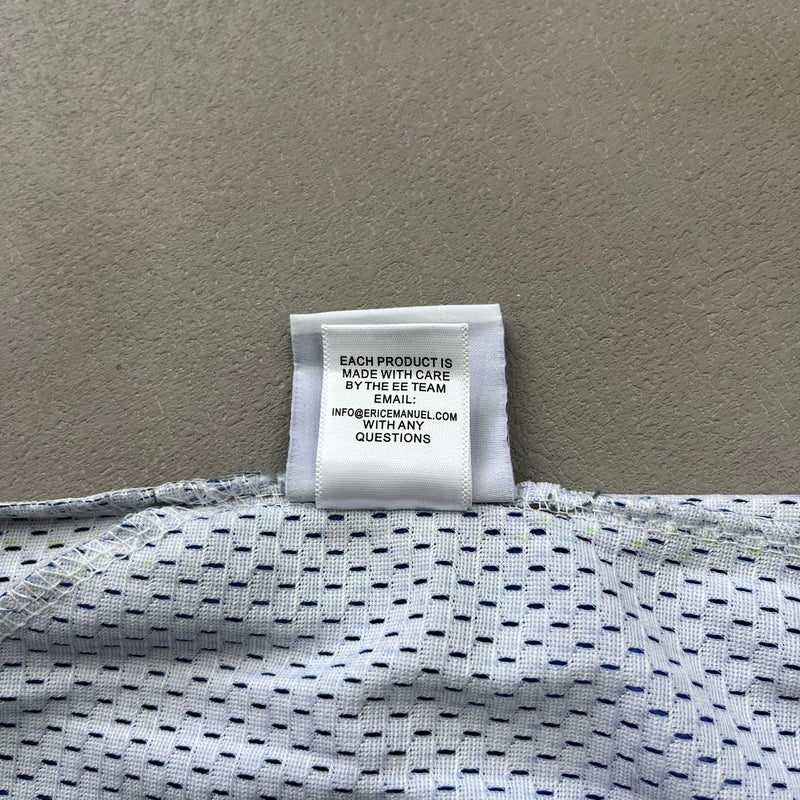 EACH PRODUCT IS
MADE WITH CARE
BY THE EE TEAM
EMAIL:
INFO@ERICEMANUEL.COM
WITH ANY
QUESTIONS